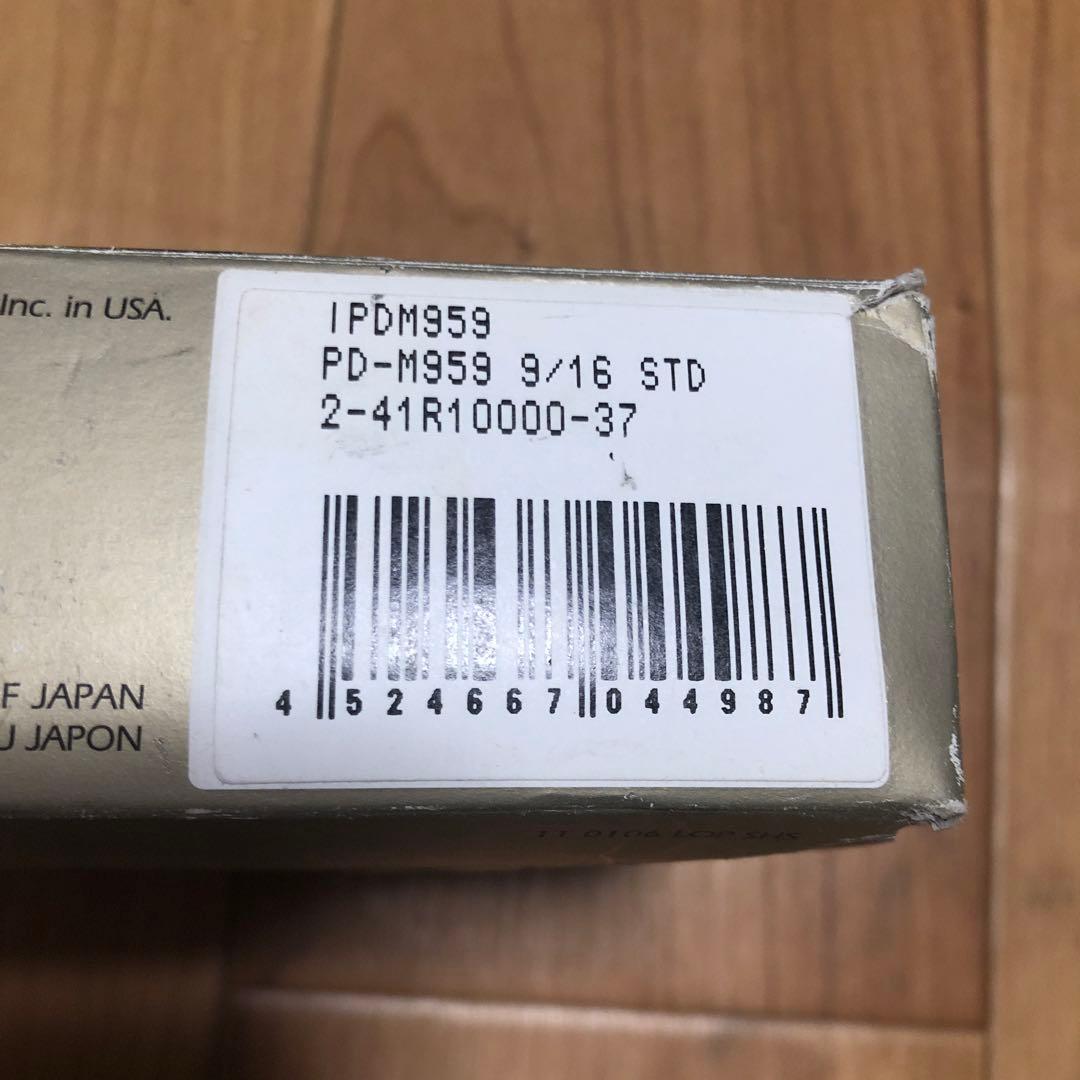 Inc. in USA.
IPDM959
PD-M959 9/16 STD
2-41R10000-37
4 524667 044987
F JAPAN
U JAPON